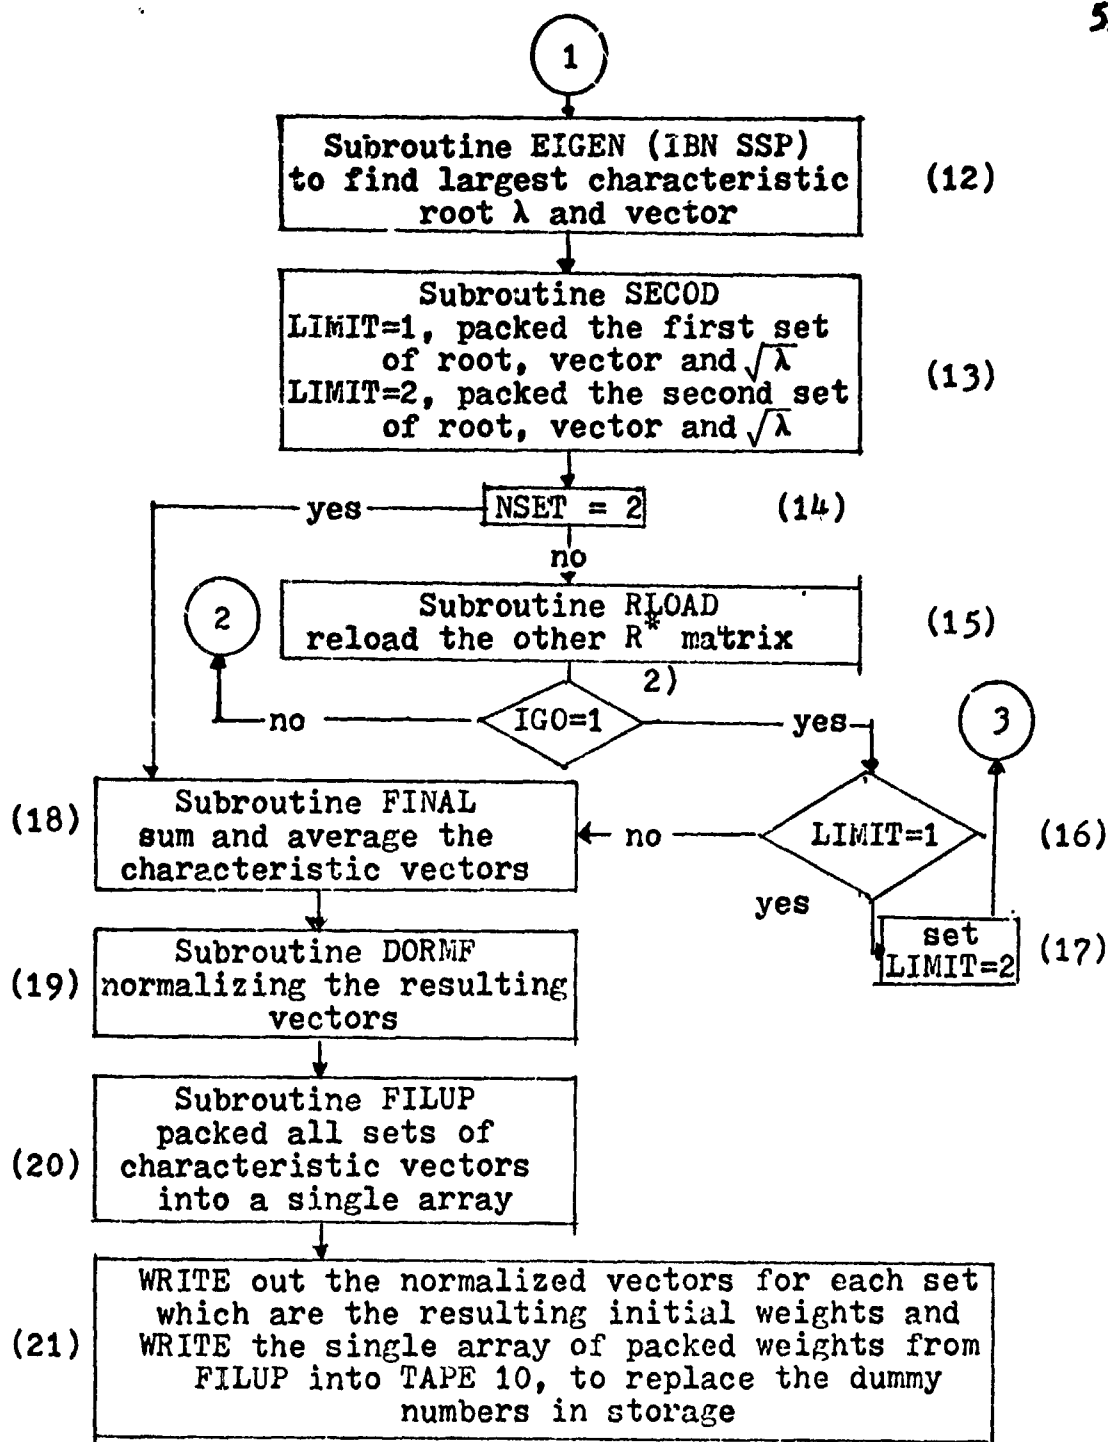 5
1
Subroutine EIGEN (IBN SSP)
to find largest characteristic
root λ and vector
(12)
Subroutine SECOD
LIMIT=1, packed the first set
of root, vector and √λ
LIMIT=2, packed the second set
of root, vector and √λ
(13)
yes
NSET = 2
(14)
no
2
Subroutine RLOAD
reload the other R* matrix
(15)
2)
no
IGO=1
yes
3
(18)
Subroutine FINAL
sum and average the
characteristic vectors
no
LIMIT=1
(16)
yes
set
LIMIT=2
(17)
(19)
Subroutine DORMF
normalizing the resulting
vectors
(20)
Subroutine FILUP
packed all sets of
characteristic vectors
into a single array
(21)
WRITE out the normalized vectors for each set
which are the resulting initial weights and
WRITE the single array of packed weights from
FILUP into TAPE 10, to replace the dummy
numbers in storage